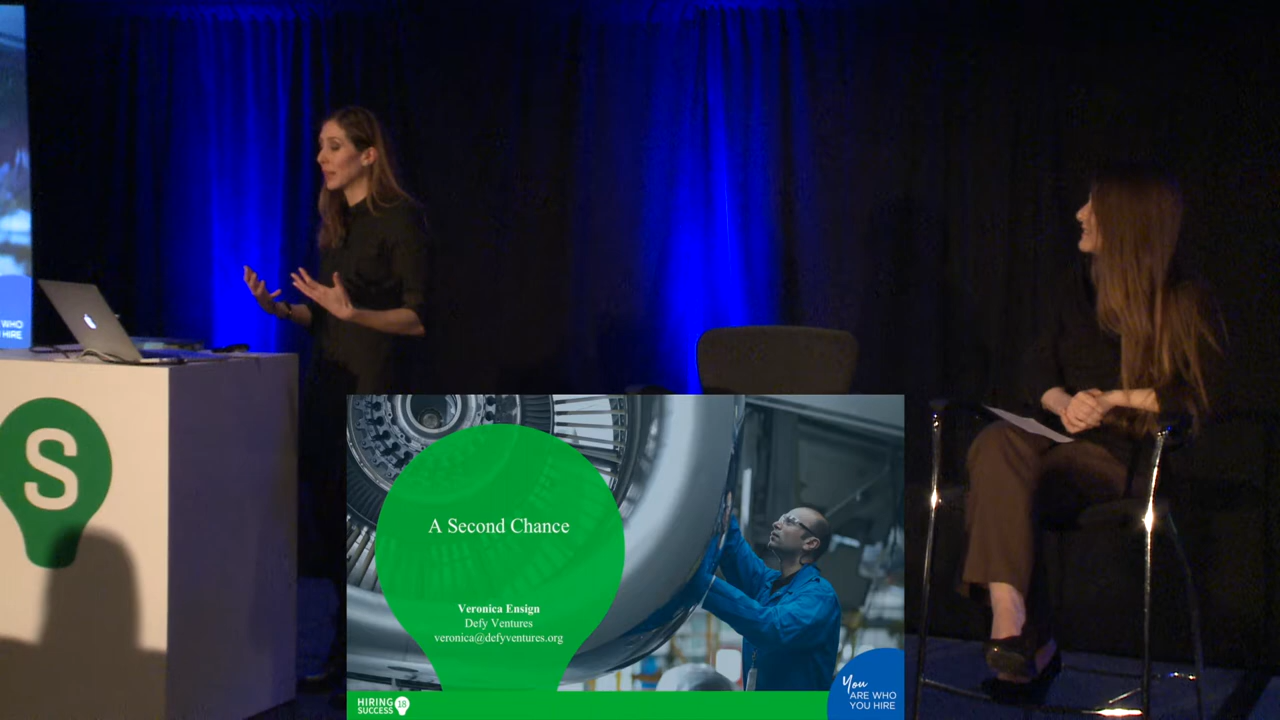 WHO
HIRE
S
A Second Chance
Veronica Ensign
Defy Ventures
veronica@defyventures.org
HIRING
SUCCESS 18
You
ARE WHO
YOU HIRE